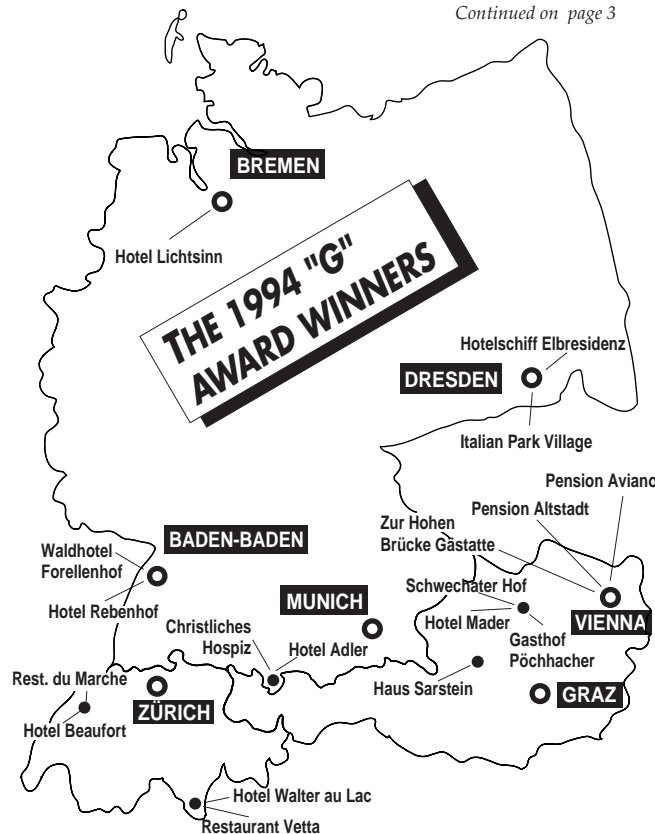 Continued on page 3
BREMEN
Hotel Lichtsinn
THE 1994 "G"
AWARD WINNERS
Hotelschiff Elbresidenz
DRESDEN
Italian Park Village
Pension Aviano
Pension Altstadt
Zur Hohen
Brücke Gästatte
BADEN-BADEN
Waldhotel
Forellenhof
Hotel Rebenhof
MUNICH
Schwechater Hof
Hotel Mader
VIENNA
Gasthof
Pöchhacher
Christliches
Hospiz
Hotel Adler
Haus Sarstein
GRAZ
Rest. du Marche
ZÜRICH
Hotel Beaufort
Hotel Walter au Lac
Restaurant Vetta